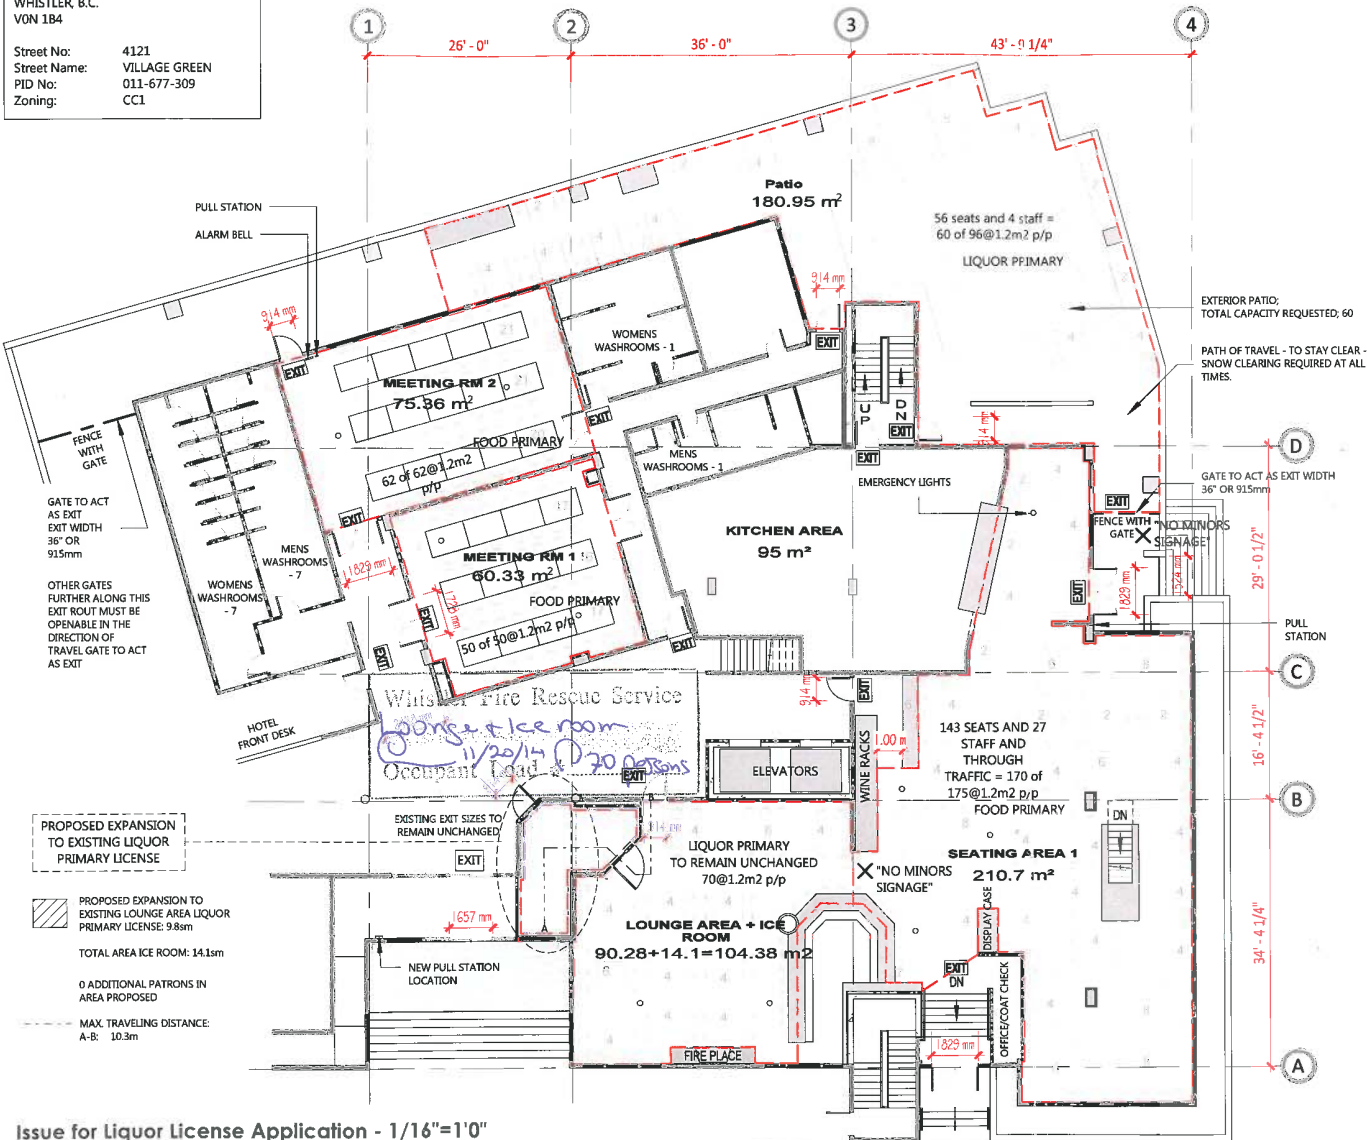 WHISTLER, B.C.
V0N 1B4
Street No: 4121
Street Name: VILLAGE GREEN
PID No: 011-677-309
Zoning: CC1
1
2
3
4
26' - 0"
36' - 0"
43' - 9 1/4"
PULL STATION
ALARM BELL
Patio
180.95 m²
56 seats and 4 staff =
60 of 96@1.2m2 p/p
LIQUOR PRIMARY
EXTERIOR PATIO;
TOTAL CAPACITY REQUESTED; 60
PATH OF TRAVEL - TO STAY CLEAR -
SNOW CLEARING REQUIRED AT ALL
TIMES.
914 mm
914 mm
EXIT
EXIT
WOMENS
WASHROOMS - 1
MEETING RM 2
75.36 m²
FOOD PRIMARY
62 of 62@1.2m2
p/p
EXIT
UP
DN
EXIT
914 mm
D
FENCE
WITH
GATE
MENS
WASHROOMS - 1
EXIT
EMERGENCY LIGHTS
GATE TO ACT AS EXIT WIDTH
36" OR 915mm
GATE TO ACT
AS EXIT
EXIT WIDTH
36" OR
915mm
EXIT
EXIT
FENCE WITH
GATE
"NO MINORS
SIGNAGE"
KITCHEN AREA
95 m²
MENS
WASHROOMS
- 7
WOMENS
WASHROOMS
- 7
1829 mm
MEETING RM 1
60.33 m²
FOOD PRIMARY
50 of 50@1.2m2 p/p
1726 mm
EXIT
EXIT
EXIT
EXIT
1829 mm
1524 mm
29' - 0 1/2"
OTHER GATES
FURTHER ALONG THIS
EXIT ROUT MUST BE
OPENABLE IN THE
DIRECTION OF
TRAVEL GATE TO ACT
AS EXIT
PULL
STATION
C
HOTEL
FRONT DESK
Whistler Fire Rescue Service
Lounge + Ice room
11/20/14
70 persons
Occupant Load
914 mm
EXIT
EXIT
ELEVATORS
WINE RACKS
1.00 m
143 SEATS AND 27
STAFF AND
THROUGH
TRAFFIC = 170 of
175@1.2m2 p/p
FOOD PRIMARY
16' - 4 1/2"
B
DN
PROPOSED EXPANSION
TO EXISTING LIQUOR
PRIMARY LICENSE
EXISTING EXIT SIZES TO
REMAIN UNCHANGED
EXIT
914 mm
LIQUOR PRIMARY
TO REMAIN UNCHANGED
70@1.2m2 p/p
"NO MINORS
SIGNAGE"
SEATING AREA 1
210.7 m²
PROPOSED EXPANSION TO
EXISTING LOUNGE AREA LIQUOR
PRIMARY LICENSE: 9.8sm
TOTAL AREA ICE ROOM: 14.1sm
0 ADDITIONAL PATRONS IN
AREA PROPOSED
MAX. TRAVELING DISTANCE:
A-B: 10.3m
1657 mm
A
B
NEW PULL STATION
LOCATION
LOUNGE AREA + ICE
ROOM
90.28+14.1=104.38 m2
DISPLAY CASE
EXIT
DN
OFFICE/COAT CHECK
34' - 4 1/4"
1829 mm
FIRE PLACE
A
Issue for Liquor License Application - 1/16"=1'0"